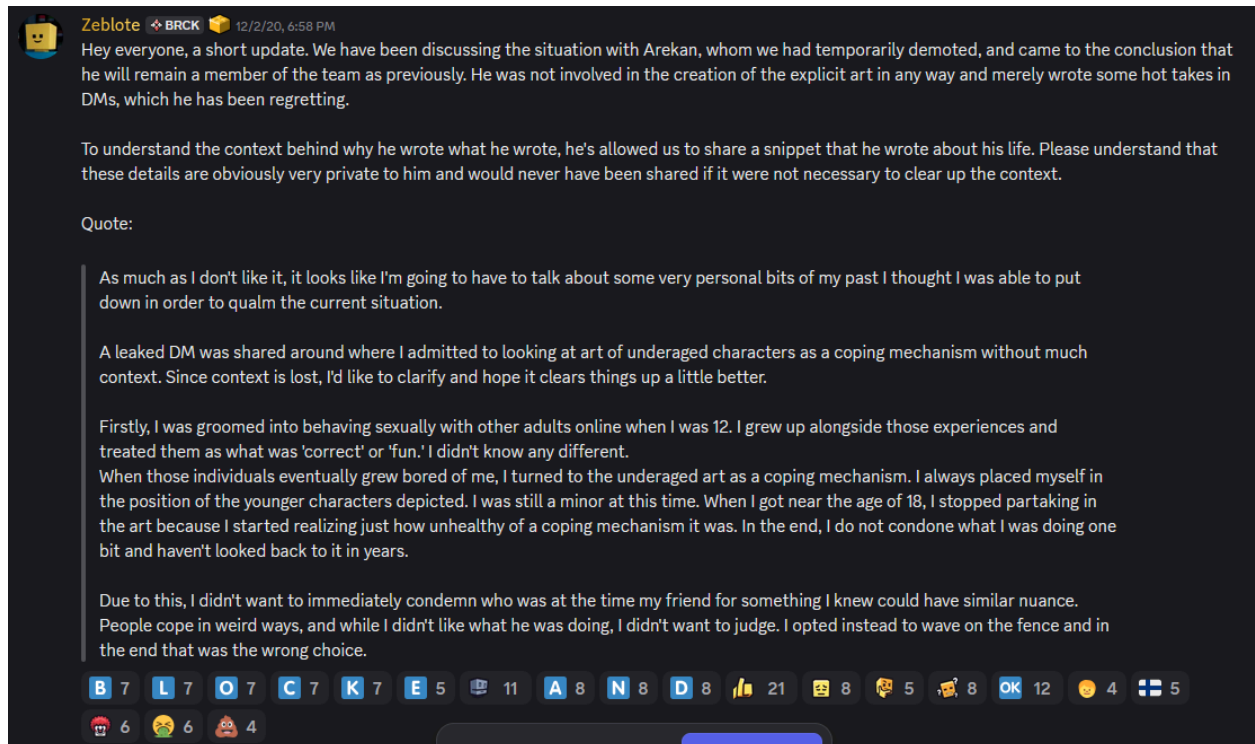 Zeblote BRCK 12/2/20, 6:58 PM
Hey everyone, a short update. We have been discussing the situation with Arekan, whom we had temporarily demoted, and came to the conclusion that
he will remain a member of the team as previously. He was not involved in the creation of the explicit art in any way and merely wrote some hot takes in
DMs, which he has been regretting.
To understand the context behind why he wrote what he wrote, he's allowed us to share a snippet that he wrote about his life. Please understand that
these details are obviously very private to him and would never have been shared if it were not necessary to clear up the context.
Quote:
As much as I don't like it, it looks like I'm going to have to talk about some very personal bits of my past I thought I was able to put
down in order to qualm the current situation.
A leaked DM was shared around where I admitted to looking at art of underaged characters as a coping mechanism without much
context. Since context is lost, I'd like to clarify and hope it clears things up a little better.
Firstly, I was groomed into behaving sexually with other adults online when I was 12. I grew up alongside those experiences and
treated them as what was 'correct' or 'fun.' I didn't know any different.
When those individuals eventually grew bored of me, I turned to the underaged art as a coping mechanism. I always placed myself in
the position of the younger characters depicted. I was still a minor at this time. When I got near the age of 18, I stopped partaking in
the art because I started realizing just how unhealthy of a coping mechanism it was. In the end, I do not condone what I was doing one
bit and haven't looked back to it in years.
Due to this, I didn't want to immediately condemn who was at the time my friend for something I knew could have similar nuance.
People cope in weird ways, and while I didn't like what he was doing, I didn't want to judge. I opted instead to wave on the fence and in
the end that was the wrong choice.
B 7 L 7 O 7 C 7 K 7 E 5 11 A 8 N 8 D 8 21 8 5 8 OK 12 4 5
6 6 4